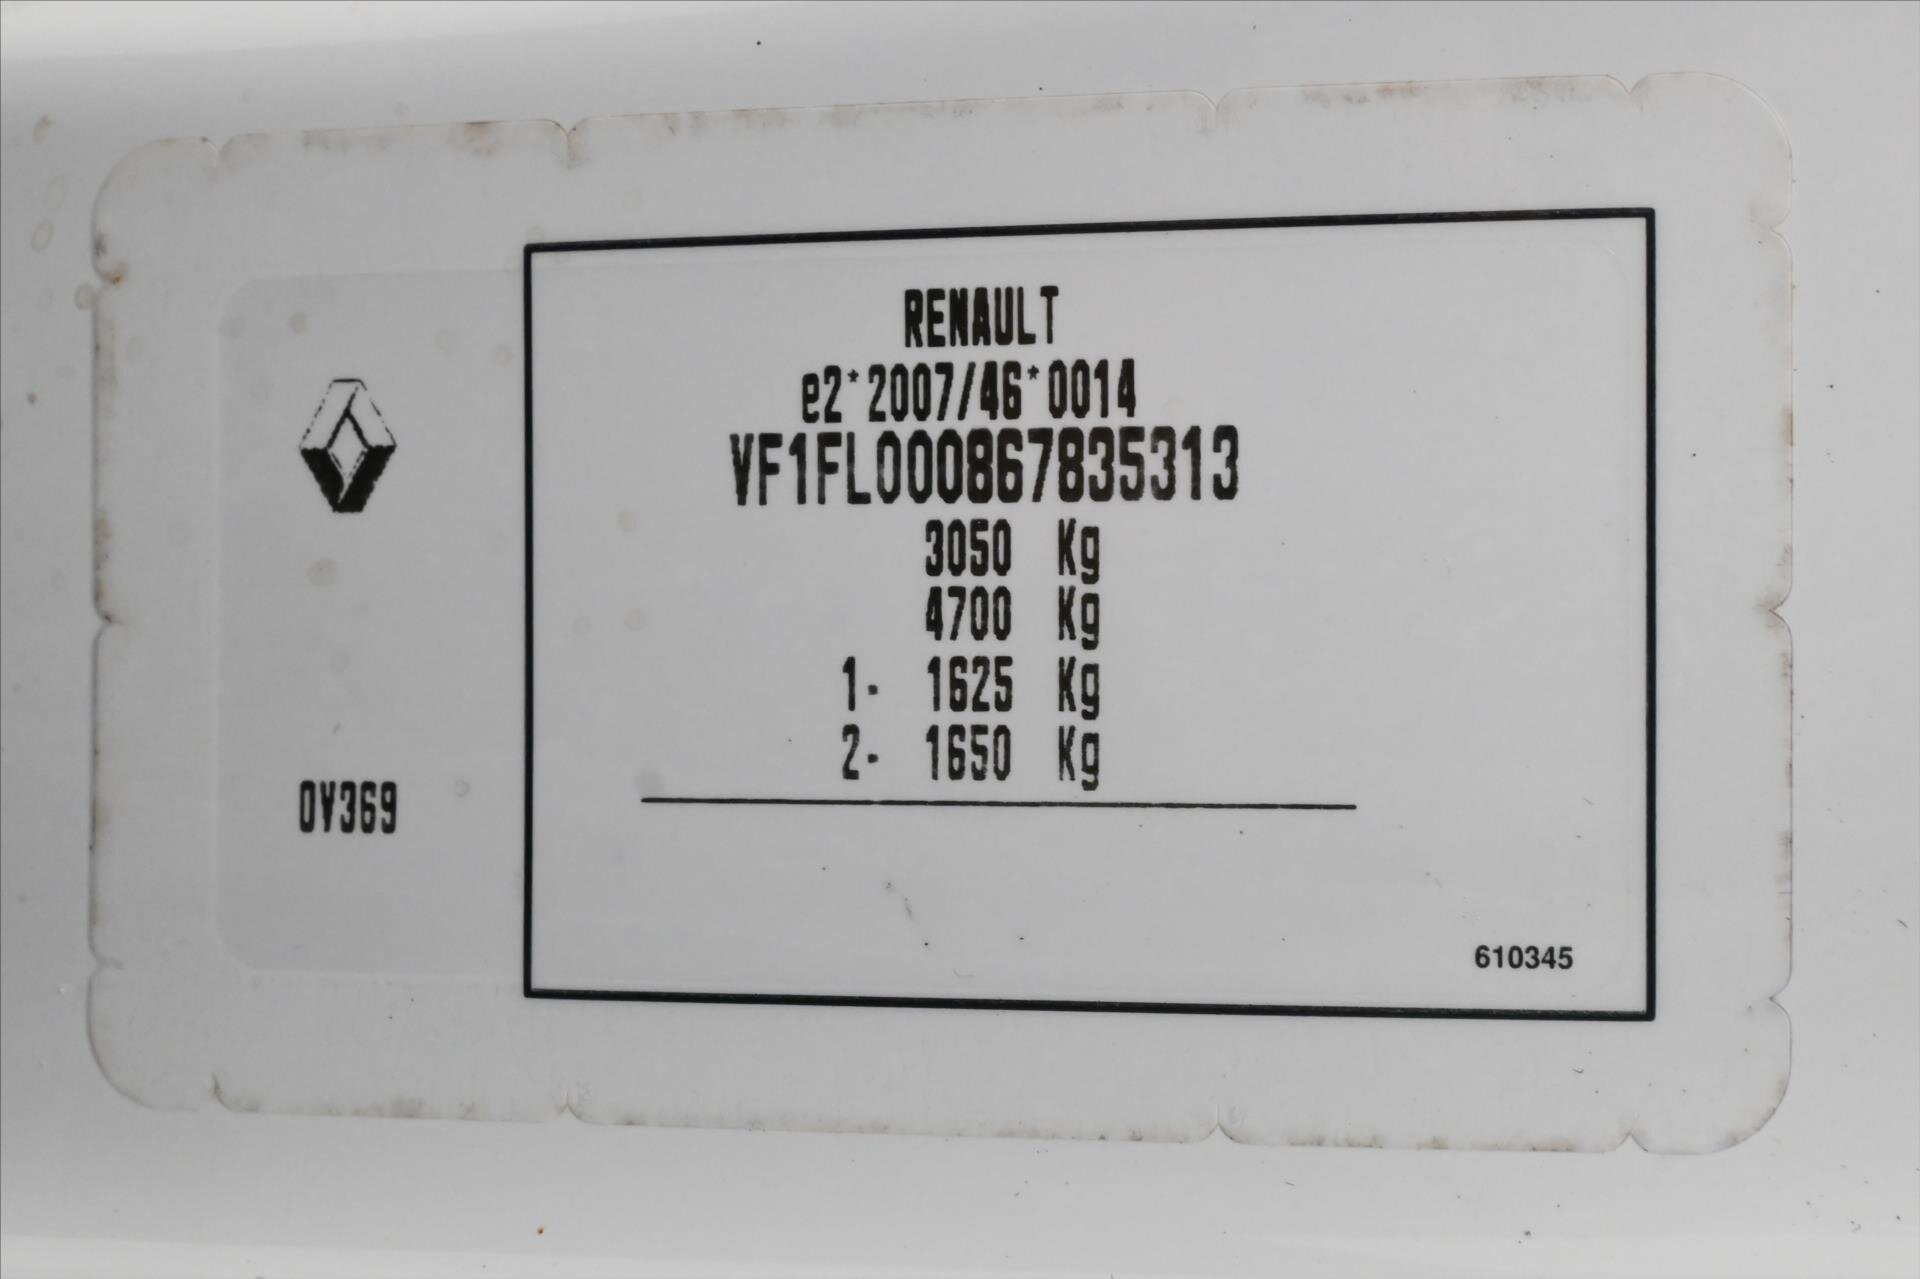 RENAULT
e2*2007/46*0014
VF1FL000867835313
3050 Kg
4700 Kg
1- 1625 Kg
2- 1650 Kg
0V369
610345